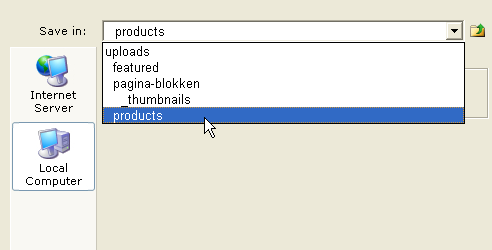 Save in:
products
uploads
featured
pagina-blokken
_thumbnails
products
Internet
Server
Local
Computer